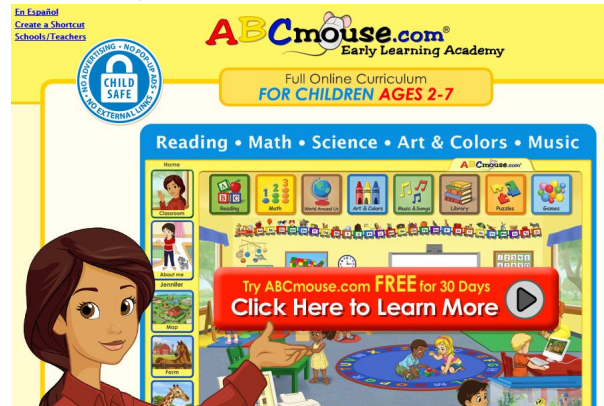 En Español
Create a Shortcut
Schools/Teachers
ABCmouse.com®
Early Learning Academy
NO ADVERTISING • NO POP-UP ADS • NO EXTERNAL LINKS •
CHILD
SAFE
Full Online Curriculum
FOR CHILDREN AGES 2-7
Reading • Math • Science • Art & Colors • Music
Home
ABCmouse.com
Classroom
Reading
Math
World Around Us
Art & Colors
Music & Songs
Library
Puzzles
Games
About me
Jennifer
Map
Farm
Try ABCmouse.com FREE for 30 Days
Click Here to Learn More